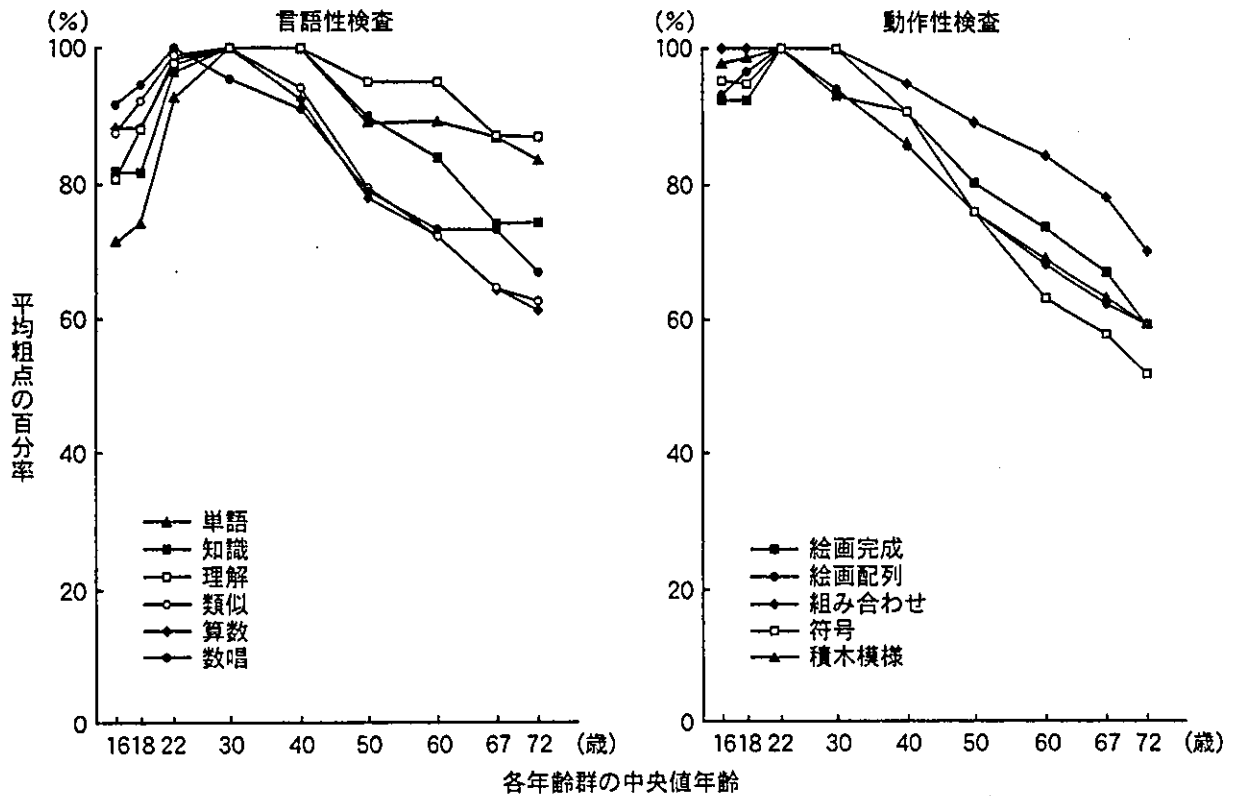 言語性検査
(%)
100
80
60
40
20
0
単語
知識
理解
類似
算数
数唱
16 18 22 30 40 50 60 67 72 (歳)
動作性検査
(%)
100
80
60
40
20
0
絵画完成
絵画配列
組み合わせ
符号
積木模様
16 18 22 30 40 50 60 67 72 (歳)
平均粗点の百分率
各年齢群の中央値年齢